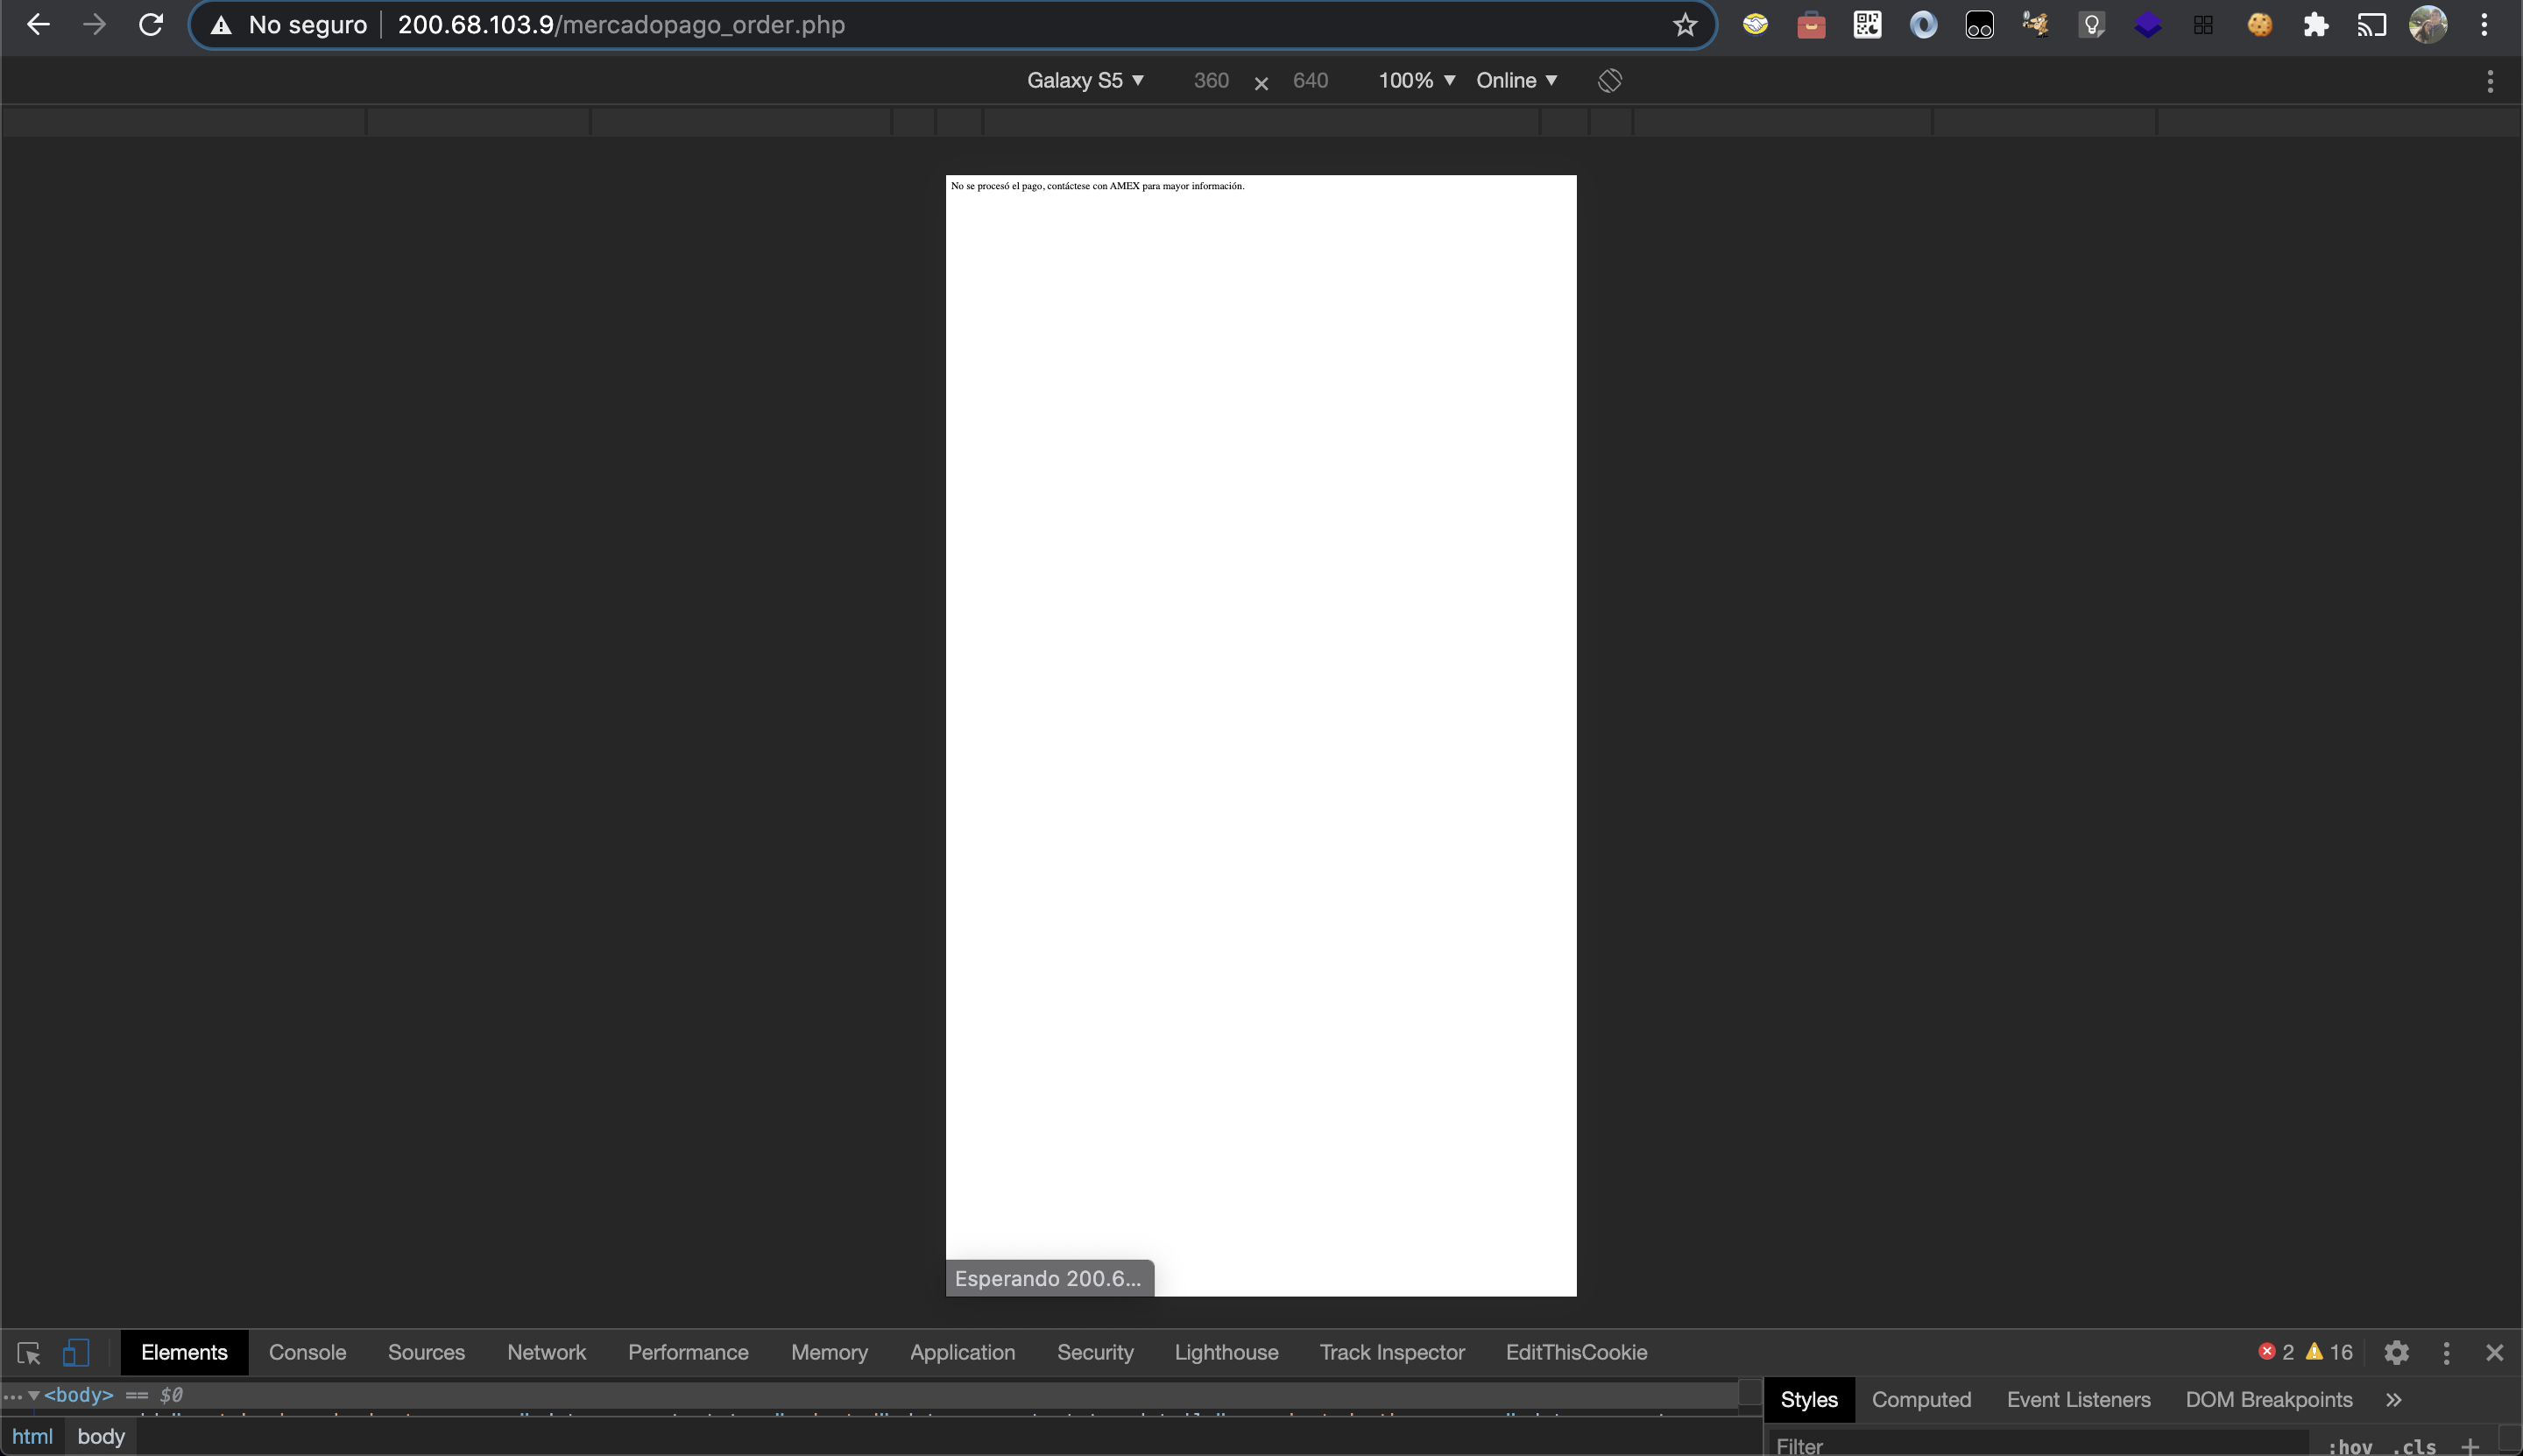 No seguro 200.68.103.9/mercadopago_order.php
Galaxy S5 ▼ 360 × 640 100% ▼ Online ▼
No se procesó el pago, contáctese con AMEX para mayor información.
Esperando 200.6...
Elements Console Sources Network Performance Memory Application Security Lighthouse Track Inspector EditThisCookie 2 16
... ▼<body> == $0
html body
Styles Computed Event Listeners DOM Breakpoints »
Filter :hov .cls +